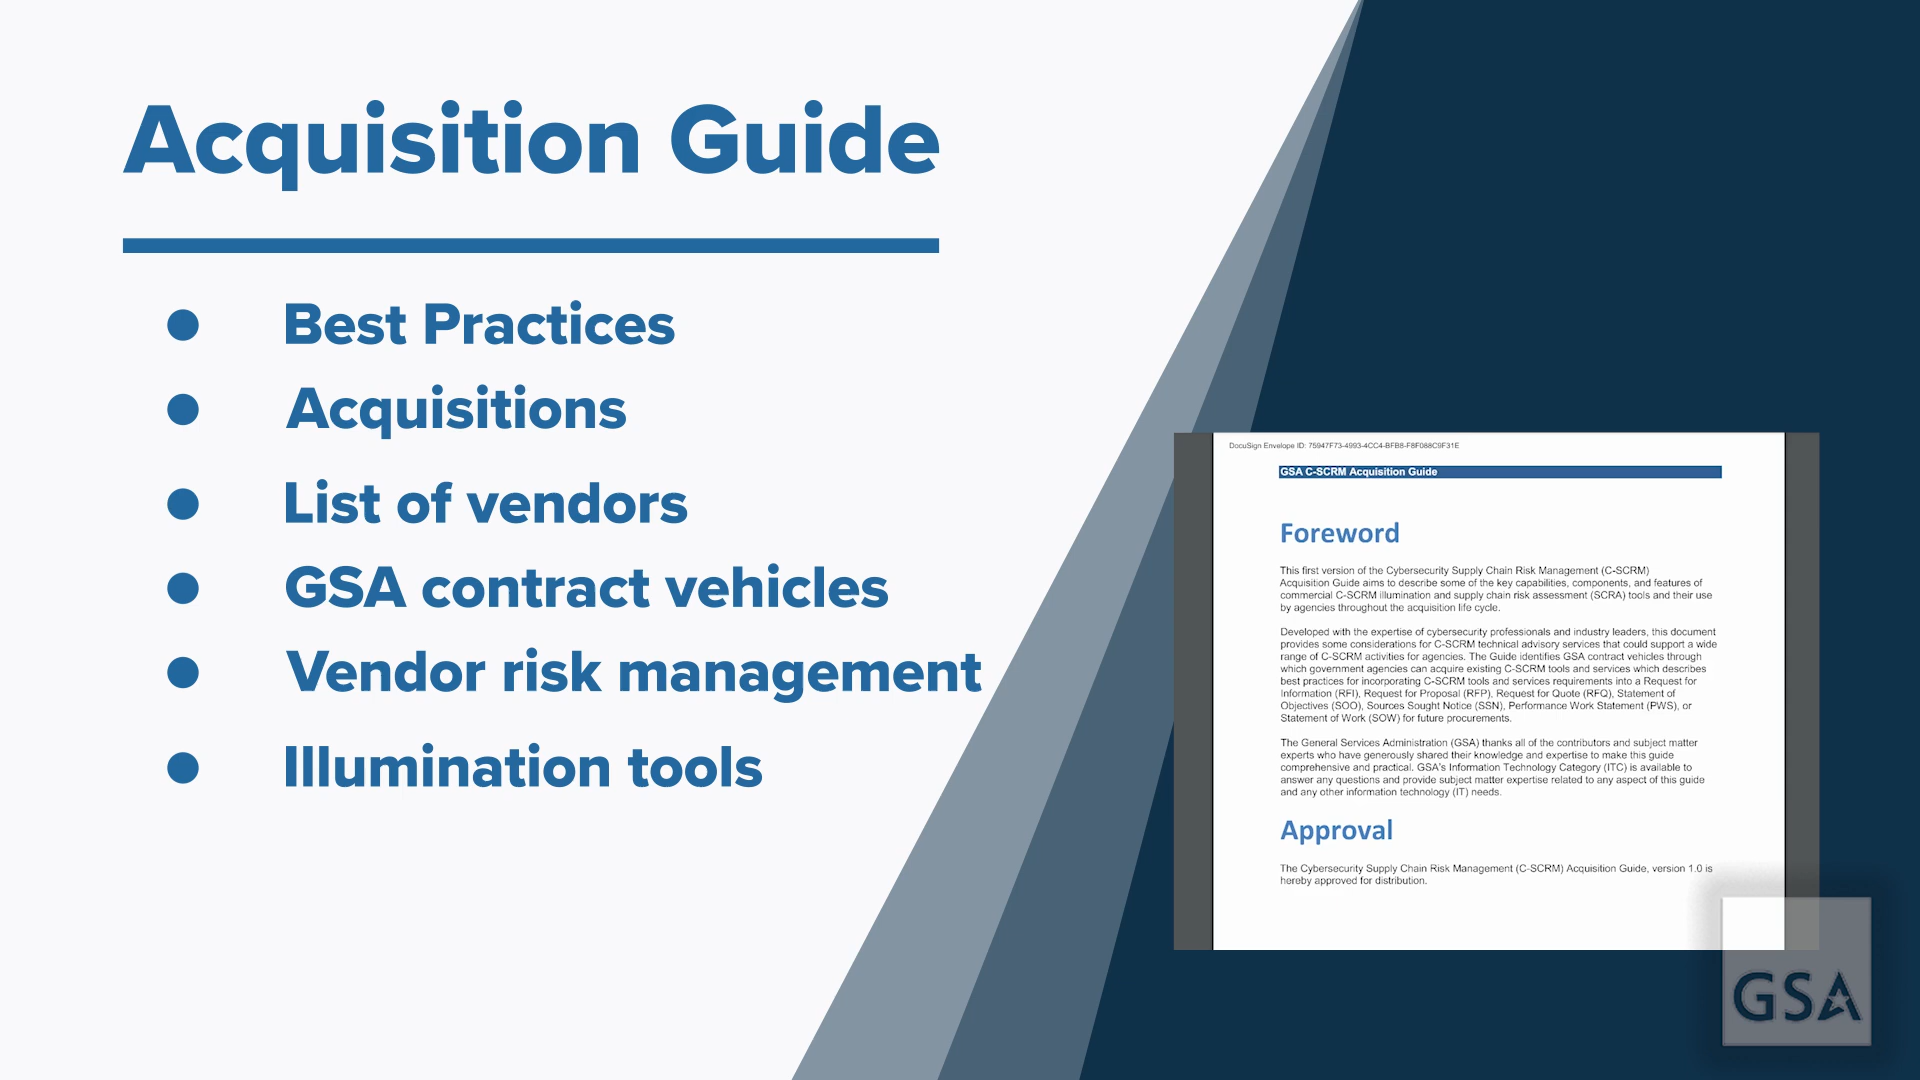 Acquisition Guide
Best Practices
Acquisitions
List of vendors
GSA contract vehicles
Vendor risk management
Illumination tools
DocuSign Envelope ID: 75947F73-4993-4CC4-BFB8-F8F088C9F31E
GSA C-SCRM Acquisition Guide
Foreword
This first version of the Cybersecurity Supply Chain Risk Management (C-SCRM)
Acquisition Guide aims to describe some of the key capabilities, components, and features of
commercial C-SCRM illumination and supply chain risk assessment (SCRA) tools and their use
by agencies throughout the acquisition life cycle.
Developed with the expertise of cybersecurity professionals and industry leaders, this document
provides some considerations for C-SCRM technical advisory services that could support a wide
range of C-SCRM activities for agencies. The Guide identifies GSA contract vehicles through
which government agencies can acquire existing C-SCRM tools and services which describes
best practices for incorporating C-SCRM tools and services requirements into a Request for
Information (RFI), Request for Proposal (RFP), Request for Quote (RFQ), Statement of
Objectives (SOO), Sources Sought Notice (SSN), Performance Work Statement (PWS), or
Statement of Work (SOW) for future procurements.
The General Services Administration (GSA) thanks all of the contributors and subject matter
experts who have generously shared their knowledge and expertise to make this guide
comprehensive and practical. GSA's Information Technology Category (ITC) is available to
answer any questions and provide subject matter expertise related to any aspect of this guide
and any other information technology (IT) needs.
Approval
The Cybersecurity Supply Chain Risk Management (C-SCRM) Acquisition Guide, version 1.0 is
hereby approved for distribution.
GSA